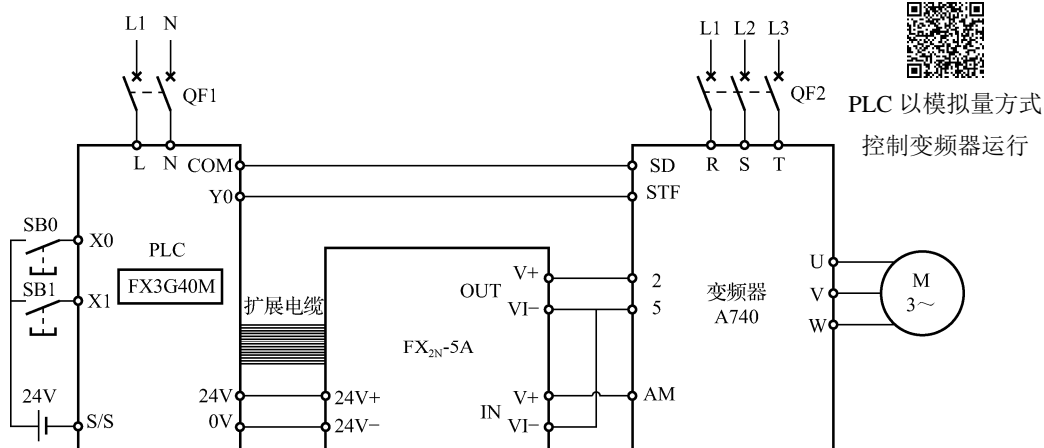 L1 N
QF1
L N
COM
Y0
SB0
X0
PLC
FX3G40M
SB1
X1
24V
S/S
扩展电缆
24V
0V
24V+
24V−
FX2N-5A
OUT
V+
VI−
IN
V+
VI−
L1 L2 L3
QF2
R S T
SD
STF
2
5
AM
变频器
A740
U
V
W
M
3～
PLC 以模拟量方式
控制变频器运行